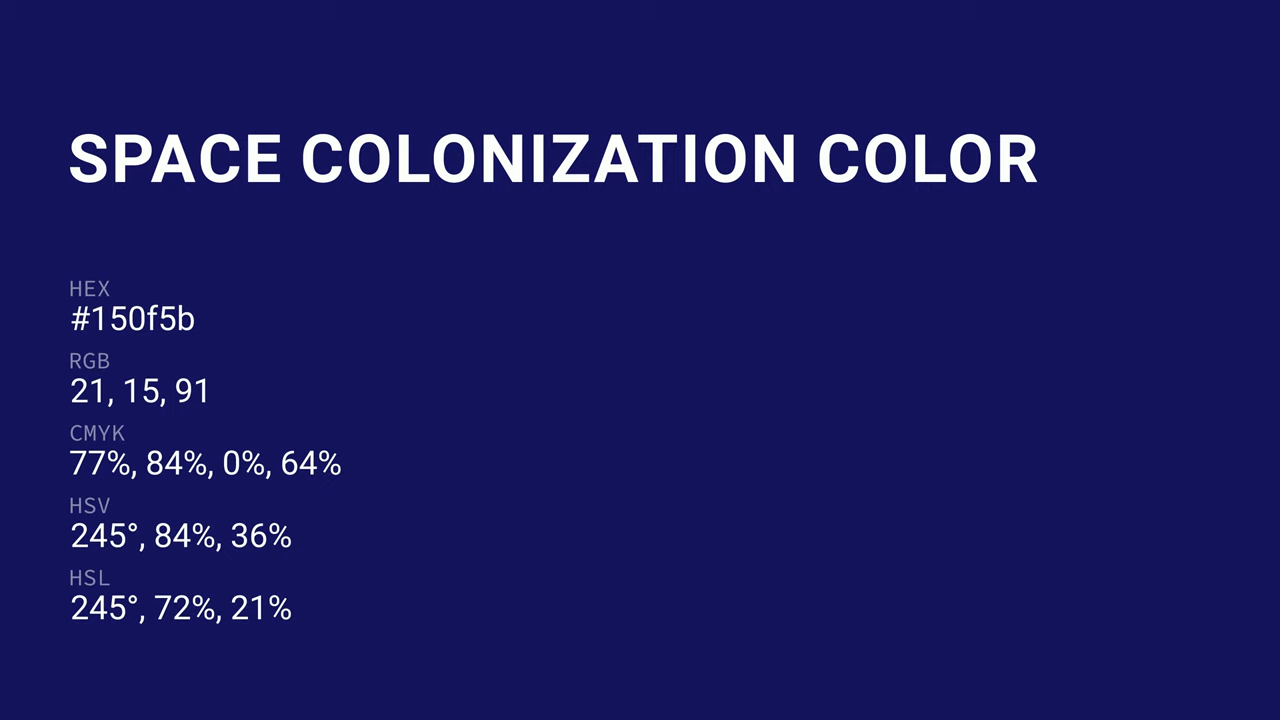 SPACE COLONIZATION COLOR
HEX
#150f5b
RGB
21, 15, 91
CMYK
77%, 84%, 0%, 64%
HSV
245°, 84%, 36%
HSL
245°, 72%, 21%